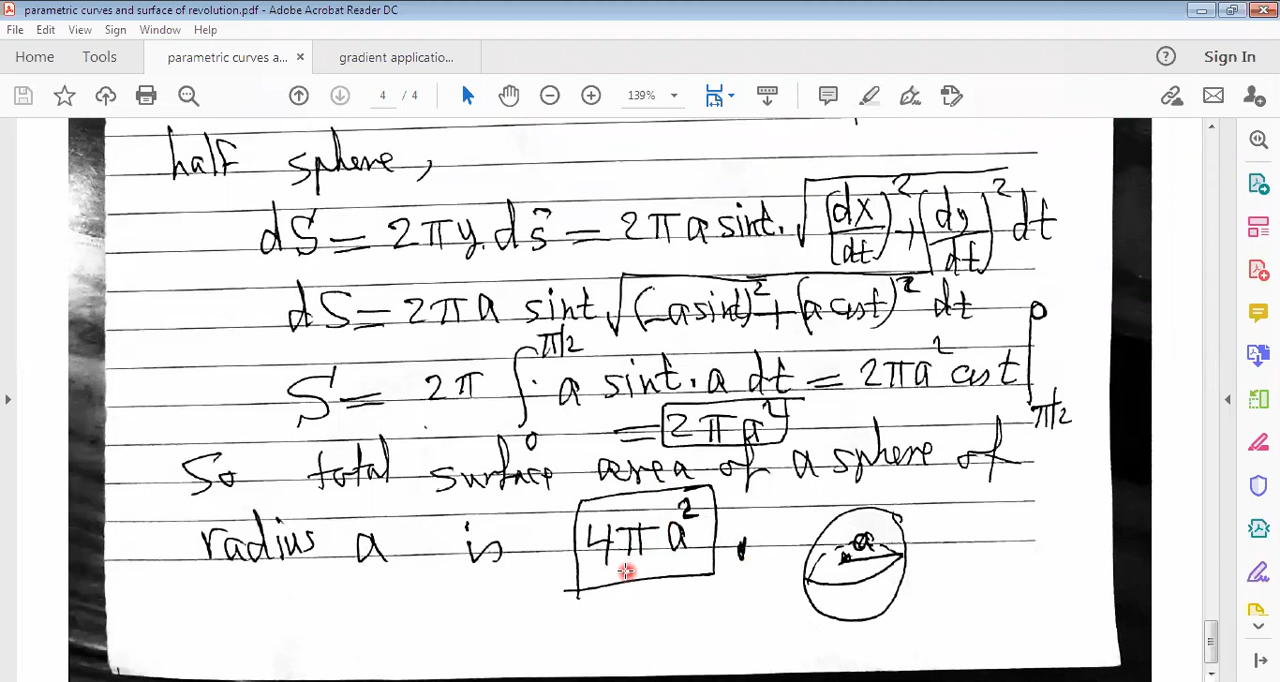 parametric curves and surface of revolution.pdf - Adobe Acrobat Reader DC
File Edit View Sign Window Help
Home Tools parametric curves a... × gradient applicatio... ? Sign In
4 / 4 139%
half sphere,
dS = 2πy. dŝ = 2πa sint. √(dx/dt)² + (dy/dt)² dt
dS = 2πa sint √(-asint)² + (a cost)² dt
S = 2π ∫₀^π/2 a sint. a dt = 2πa² cost |⁰_π/2
= 2πa²
So total surface area of a sphere of
radius a is 4πa² .
a